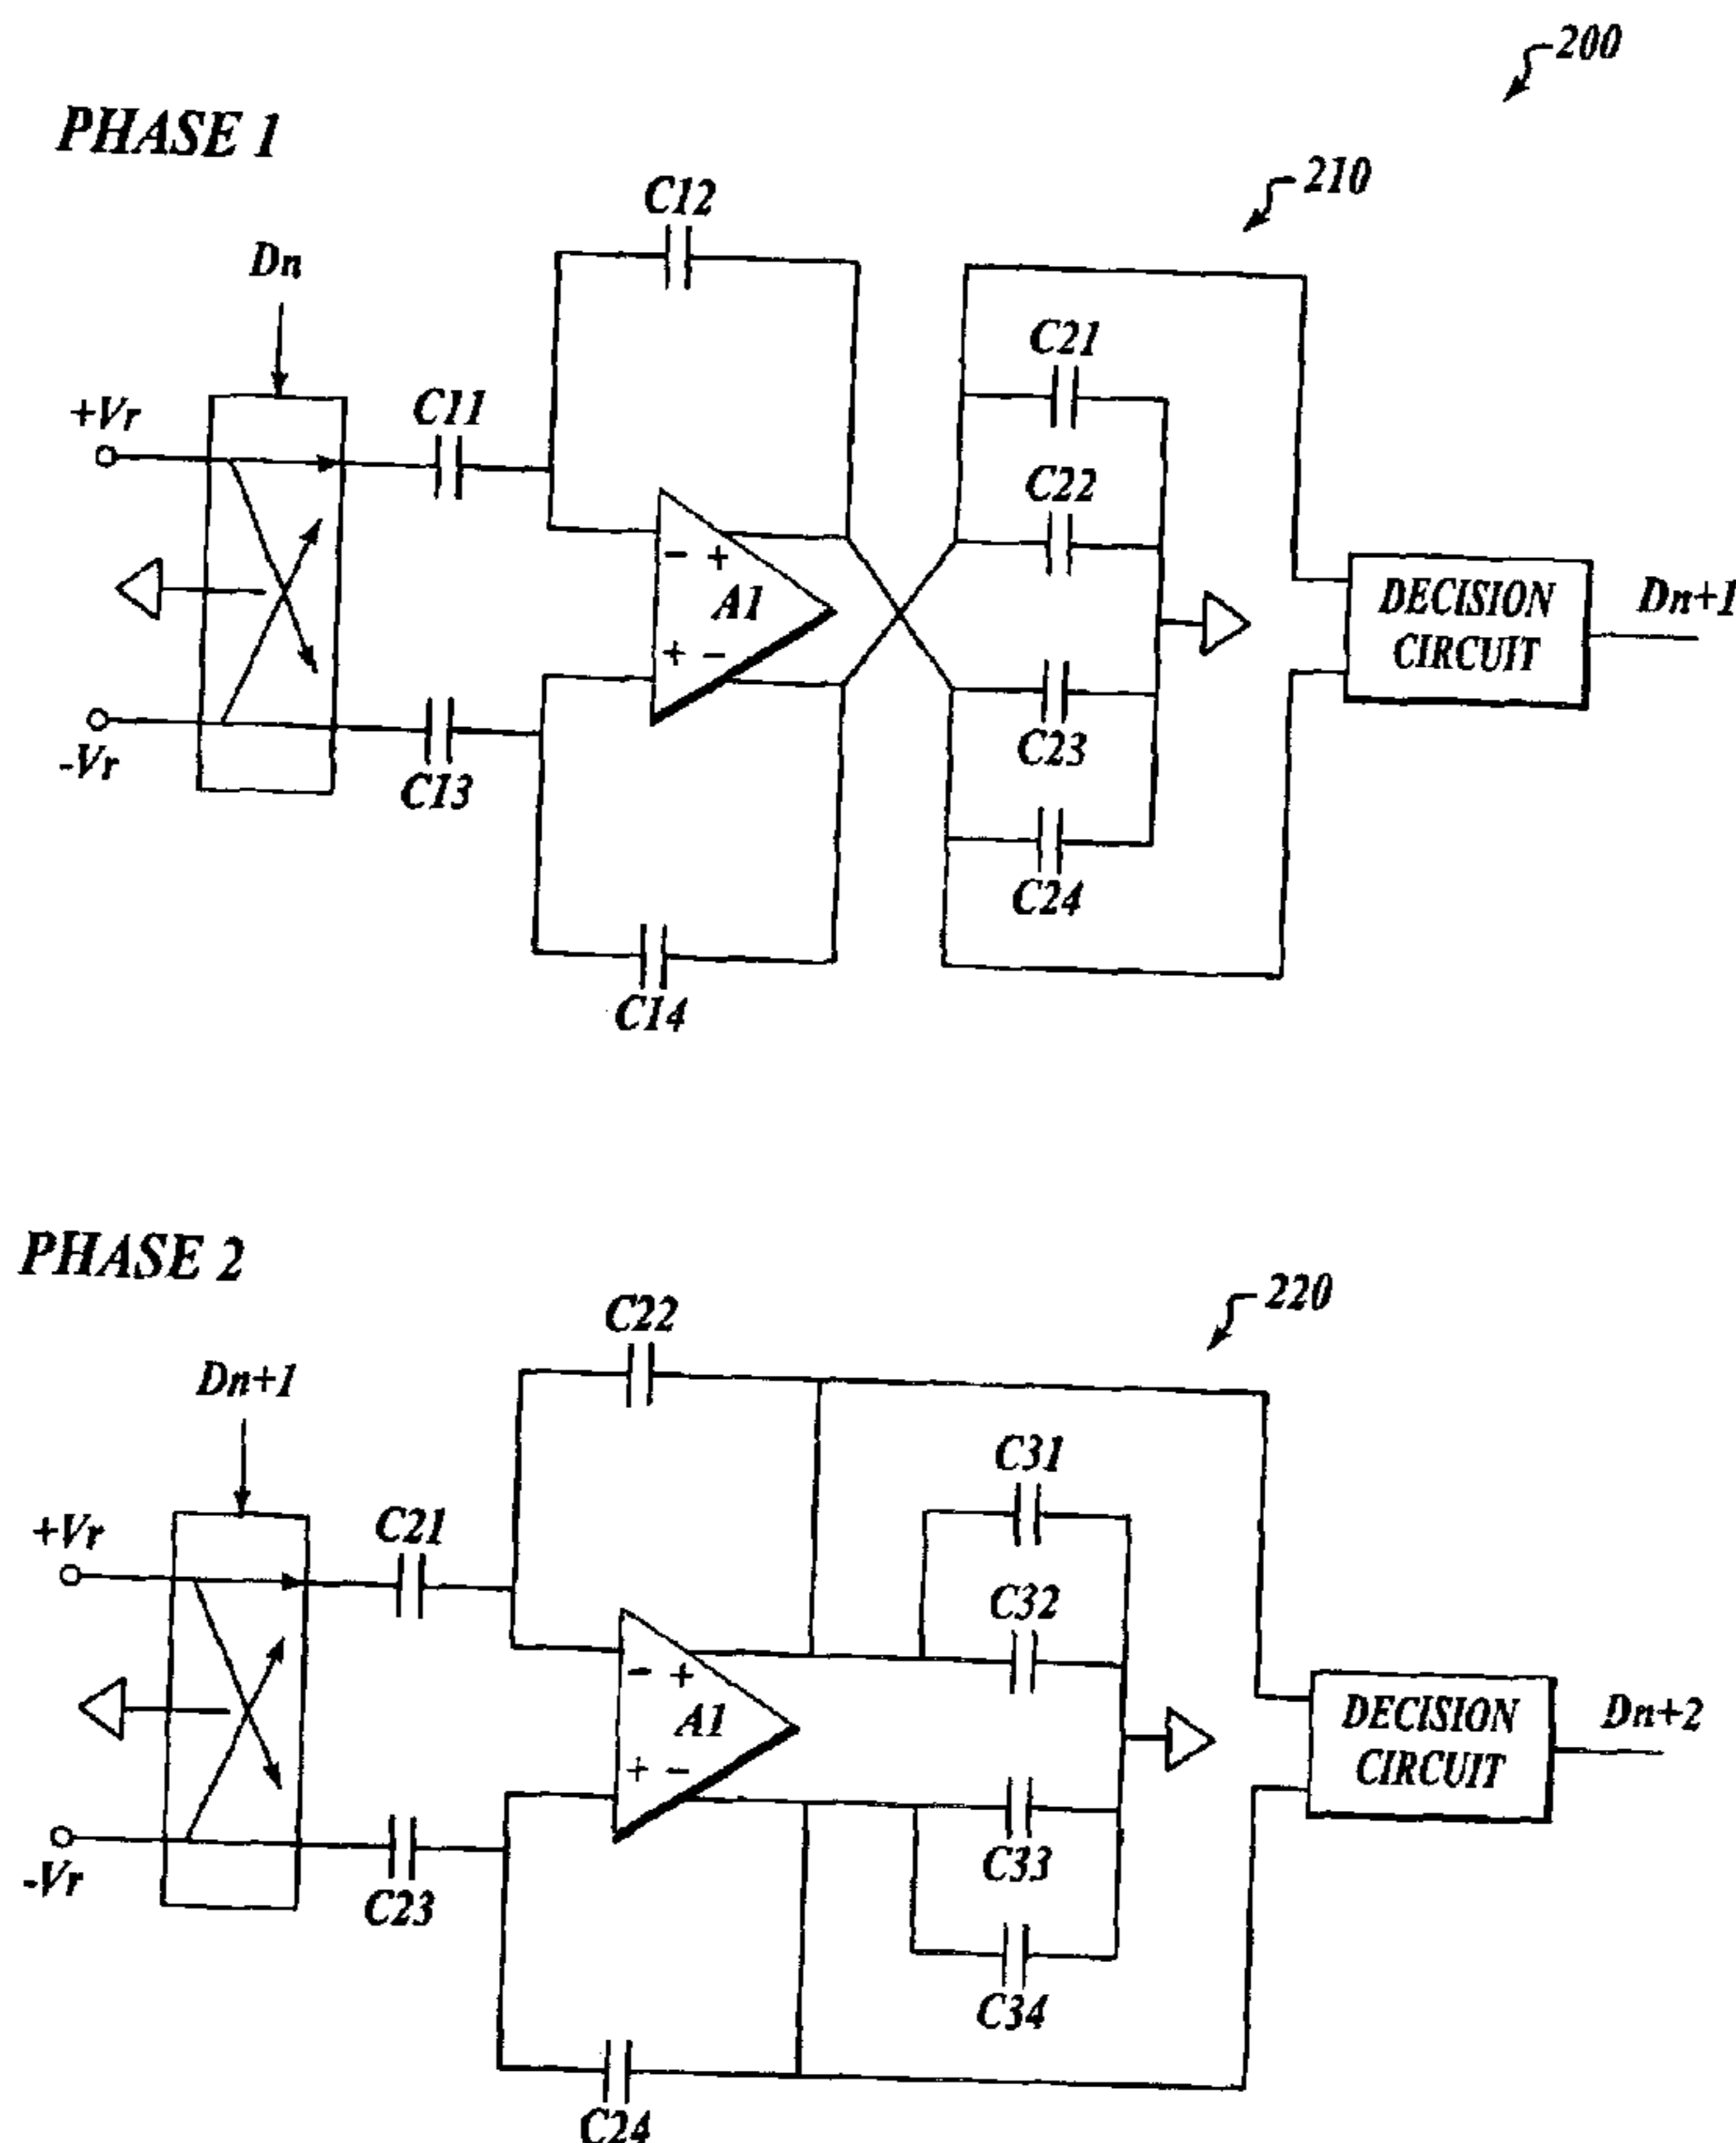 200
PHASE 1
210
C12
Dn
C21
+Vr
C11
C22
- +
A1
+ -
DECISION
CIRCUIT
Dn+1
-Vr
C13
C23
C24
C14
PHASE 2
220
C22
Dn+1
C31
+Vr
C21
C32
- +
A1
+ -
DECISION
CIRCUIT
Dn+2
-Vr
C23
C33
C34
C24